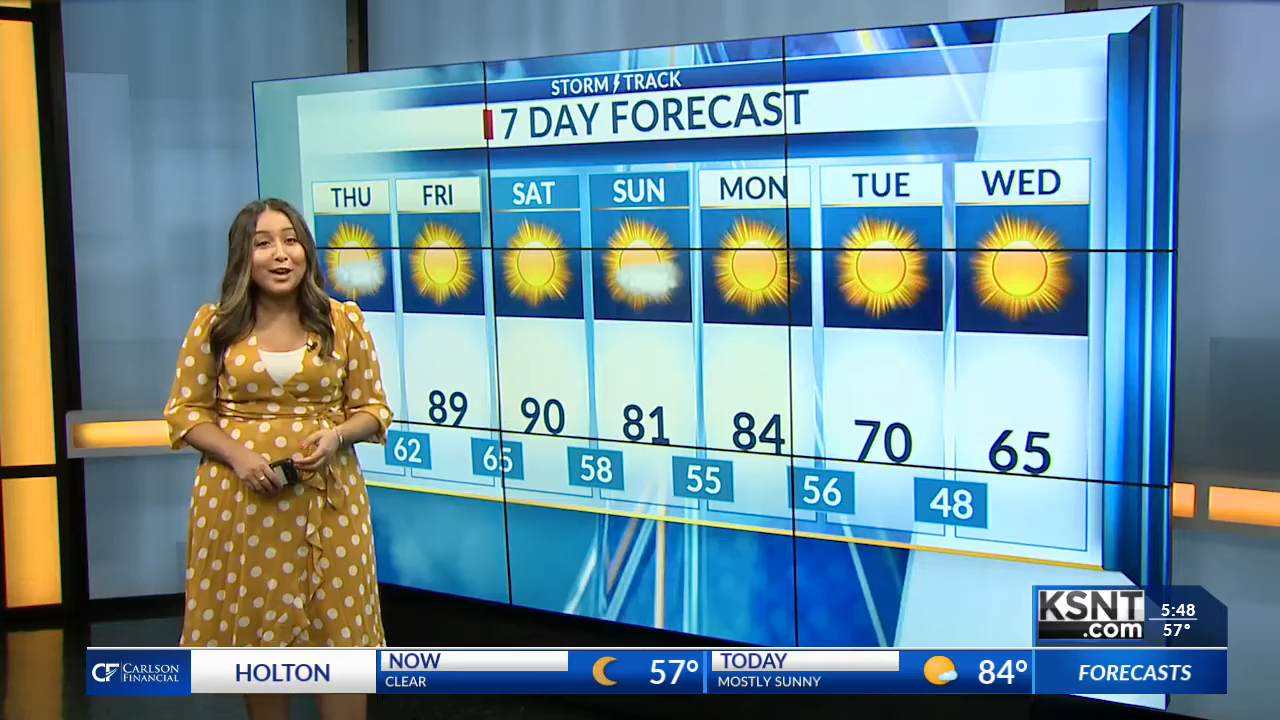 STORM TRACK
7 DAY FORECAST
THU FRI SAT SUN MON TUE WED
89 90 81 84 70 65
62 65 58 55 56 48
KSNT
.com
5:48
57°
CF CARLSON
FINANCIAL
HOLTON
NOW
CLEAR
57°
TODAY
MOSTLY SUNNY
84°
FORECASTS